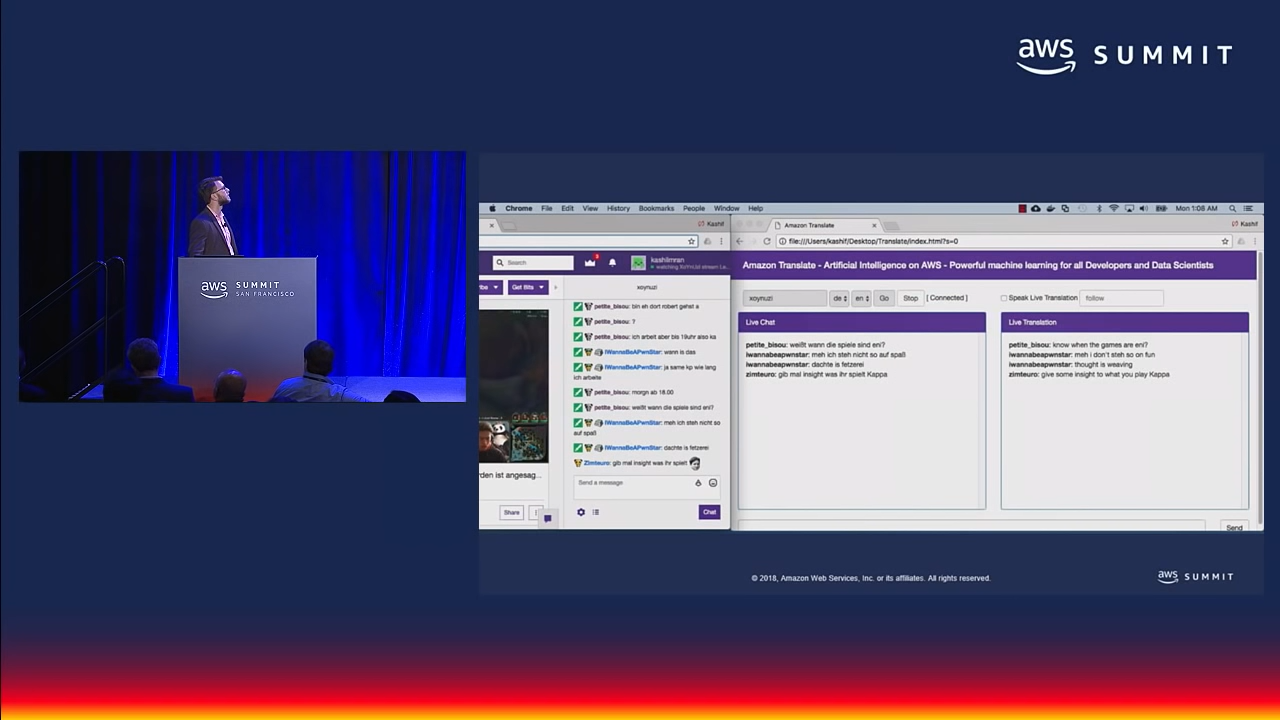 aws SUMMIT
aws SUMMIT
SAN FRANCISCO
Chrome File Edit View History Bookmarks People Window Help
Mon 1:08 AM
Kashif
Amazon Translate
Kashif
file:///Users/kashif/Desktop/Translate/index.html?s=0
Search
kashlimran
Get Bits
xoynuzi
petite_bisou: bin eh dort robert gehst a
petite_bisou: ?
petite_bisou: ich arbeite aber bis 19uhr also ka
IWannaBeAPwnStar: wann is das
IWannaBeAPwnStar: ja same kp wie lang
ich arbeite
petite_bisou: morgn ab 18.00
petite_bisou: weißt wann die spiele sind eni?
IWannaBeAPwnStar: meh ich steh nicht so
auf spaß
IWannaBeAPwnStar: dachte is fetzerei
Zimteuro: gib mal insight was ihr spielt
rden ist angesag...
Send a message
Share
Chat
Amazon Translate - Artificial Intelligence on AWS - Powerful machine learning for all Developers and Data Scientists
xoynuzi de en Go Stop [ Connected ] Speak Live Translation follow
Live Chat
petite_bisou: weißt wann die spiele sind eni?
iwannabeapwnstar: meh ich steh nicht so auf spaß
iwannabeapwnstar: dachte is fetzerei
zimteuro: gib mal insight was ihr spielt Kappa
Live Translation
petite_bisou: know when the games are eni?
iwannabeapwnstar: meh i don't steh so on fun
iwannabeapwnstar: thought is weaving
zimteuro: give some insight to what you play Kappa
Send
© 2018, Amazon Web Services, Inc. or its affiliates. All rights reserved.
aws SUMMIT